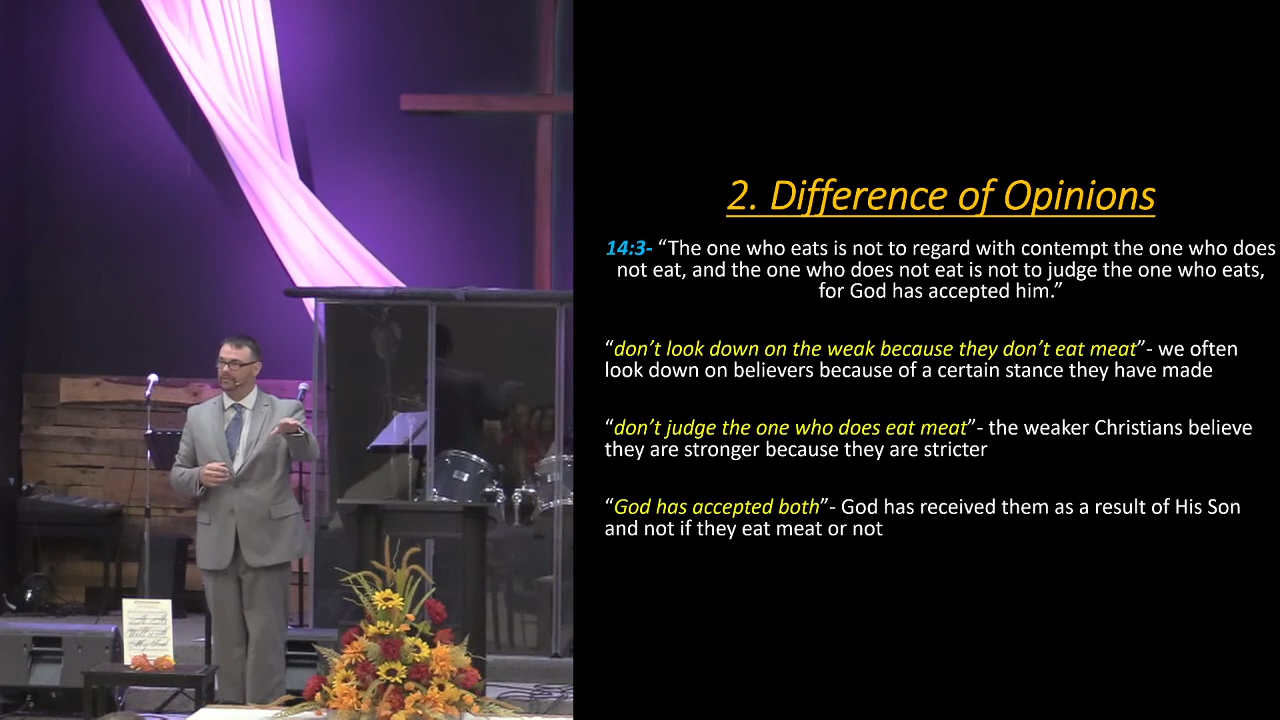 2. Difference of Opinions
14:3- “The one who eats is not to regard with contempt the one who does
not eat, and the one who does not eat is not to judge the one who eats,
for God has accepted him.”
“don’t look down on the weak because they don’t eat meat”- we often
look down on believers because of a certain stance they have made
“don’t judge the one who does eat meat”- the weaker Christians believe
they are stronger because they are stricter
“God has accepted both”- God has received them as a result of His Son
and not if they eat meat or not